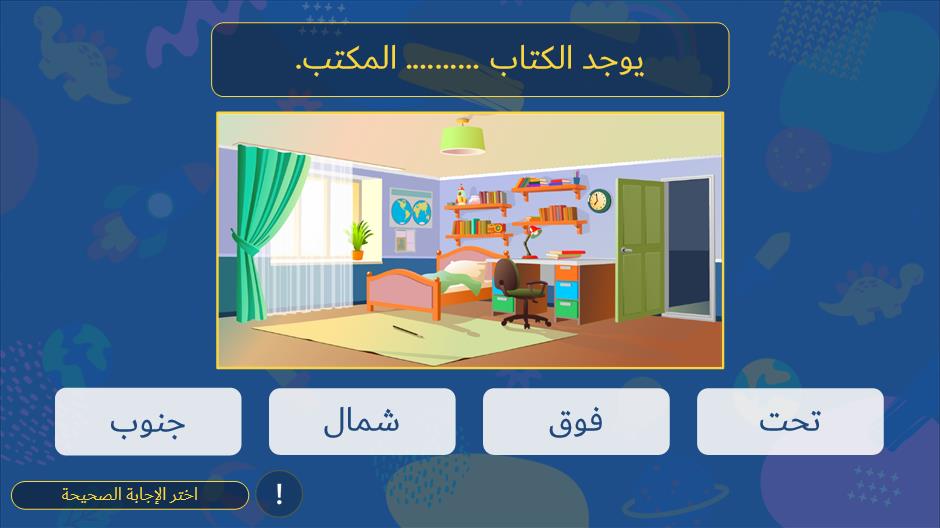 يوجد الكتاب .......... المكتب.
تحت
فوق
شمال
جنوب
اختر الإجابة الصحيحة
!